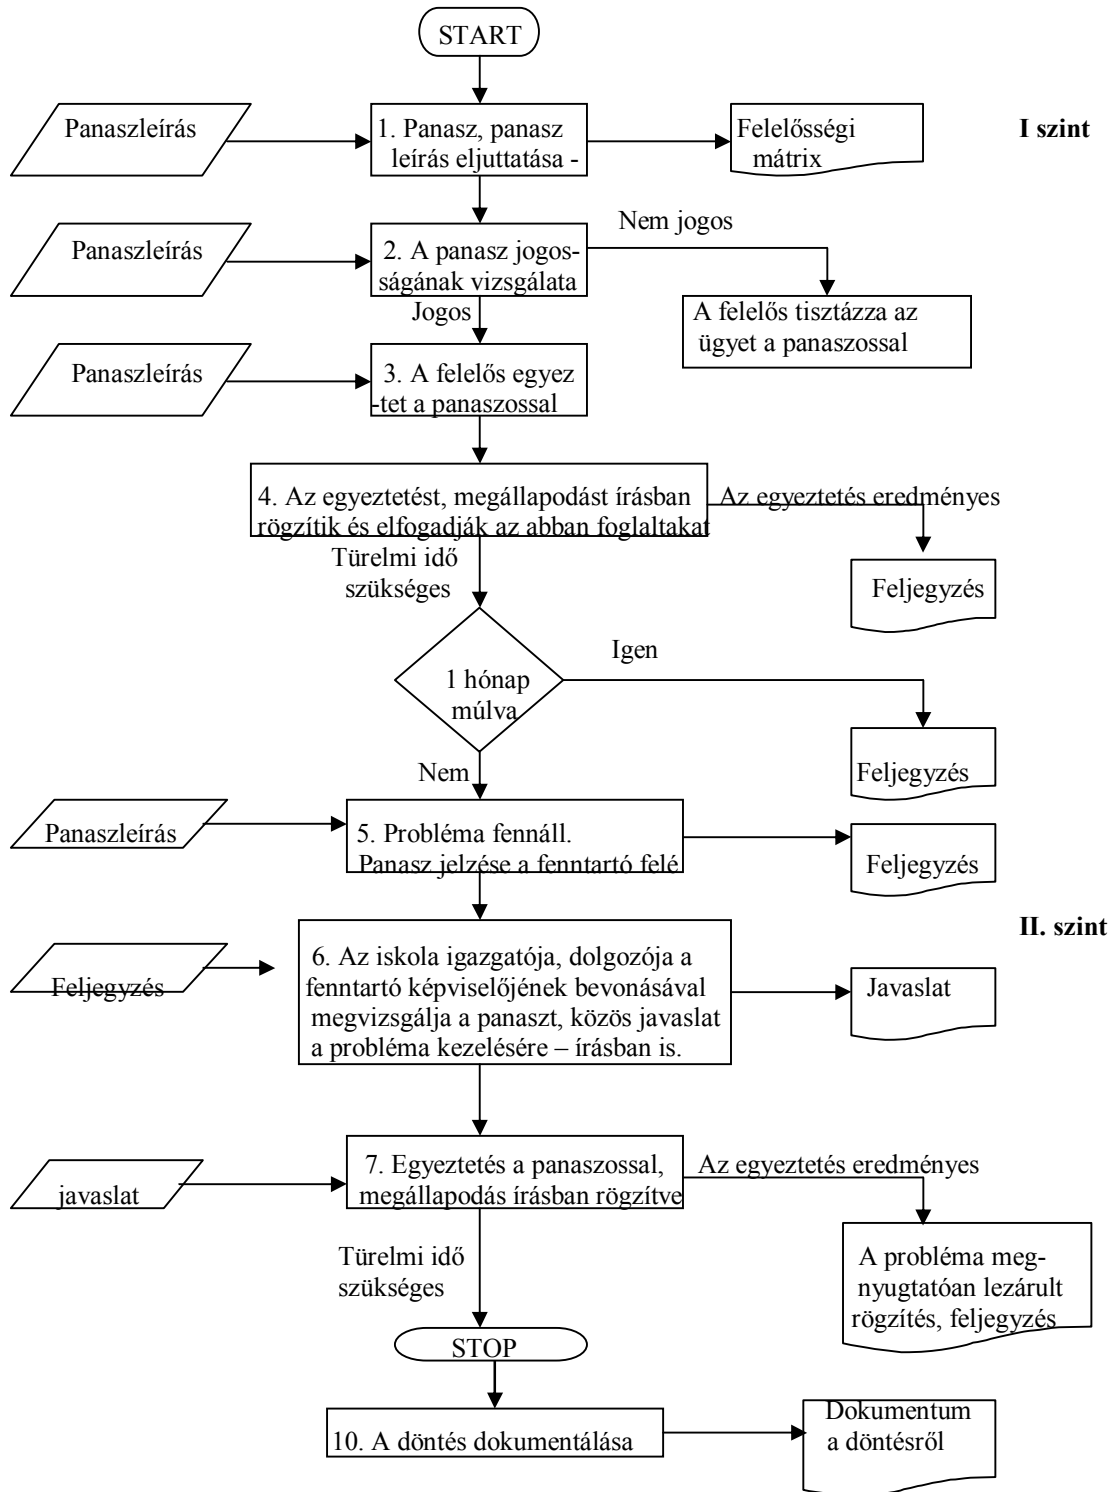 START
Panaszleírás
1. Panasz, panasz
leírás eljuttatása -
Felelősségi
mátrix
I szint
Panaszleírás
2. A panasz jogos-
ságának vizsgálata
Nem jogos
Jogos
A felelős tisztázza az
ügyet a panaszossal
Panaszleírás
3. A felelős egyez
-tet a panaszossal
4. Az egyeztetést, megállapodást írásban
rögzítik és elfogadják az abban foglaltakat
Az egyeztetés eredményes
Türelmi idő
szükséges
Feljegyzés
1 hónap
múlva
Igen
Feljegyzés
Nem
Panaszleírás
5. Probléma fennáll.
Panasz jelzése a fenntartó felé
Feljegyzés
II. szint
Feljegyzés
6. Az iskola igazgatója, dolgozója a
fenntartó képviselőjének bevonásával
megvizsgálja a panaszt, közös javaslat
a probléma kezelésére – írásban is.
Javaslat
javaslat
7. Egyeztetés a panaszossal,
megállapodás írásban rögzítve
Az egyeztetés eredményes
Türelmi idő
szükséges
A probléma meg-
nyugtatóan lezárult
rögzítés, feljegyzés
STOP
10. A döntés dokumentálása
Dokumentum
a döntésről